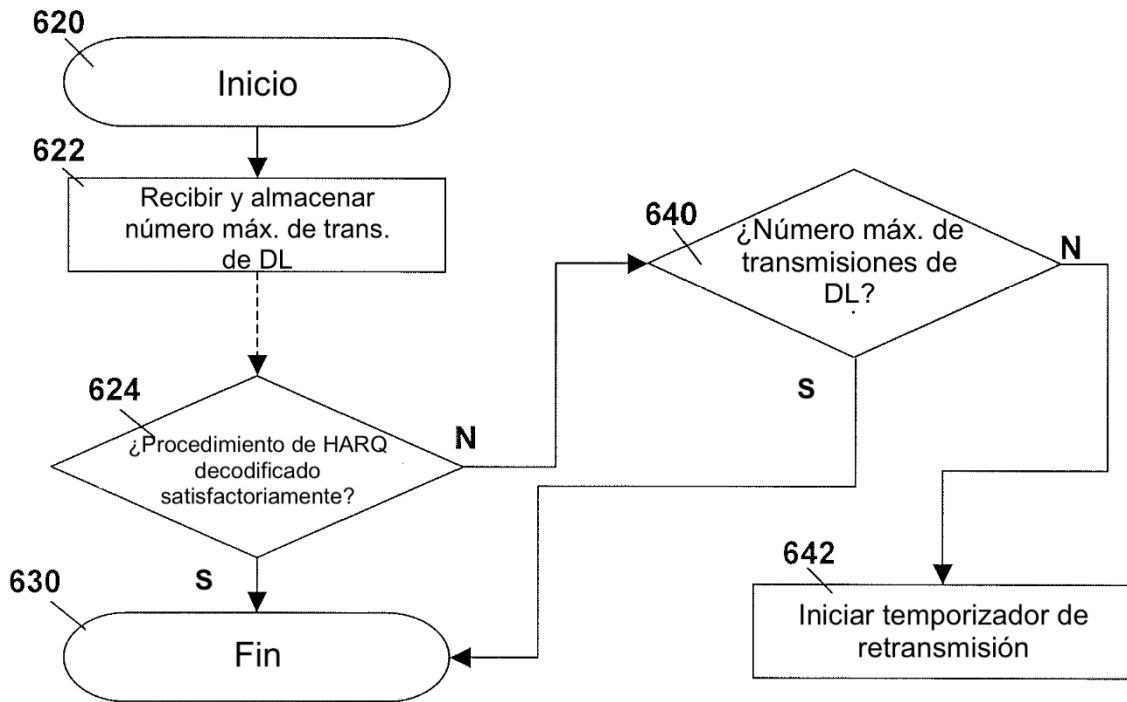 620
Inicio
622
Recibir y almacenar
número máx. de trans.
de DL
640
¿Número máx. de
transmisiones de
DL?
N
S
624
¿Procedimiento de HARQ
decodificado
satisfactoriamente?
N
S
630
Fin
642
Iniciar temporizador de
retransmisión